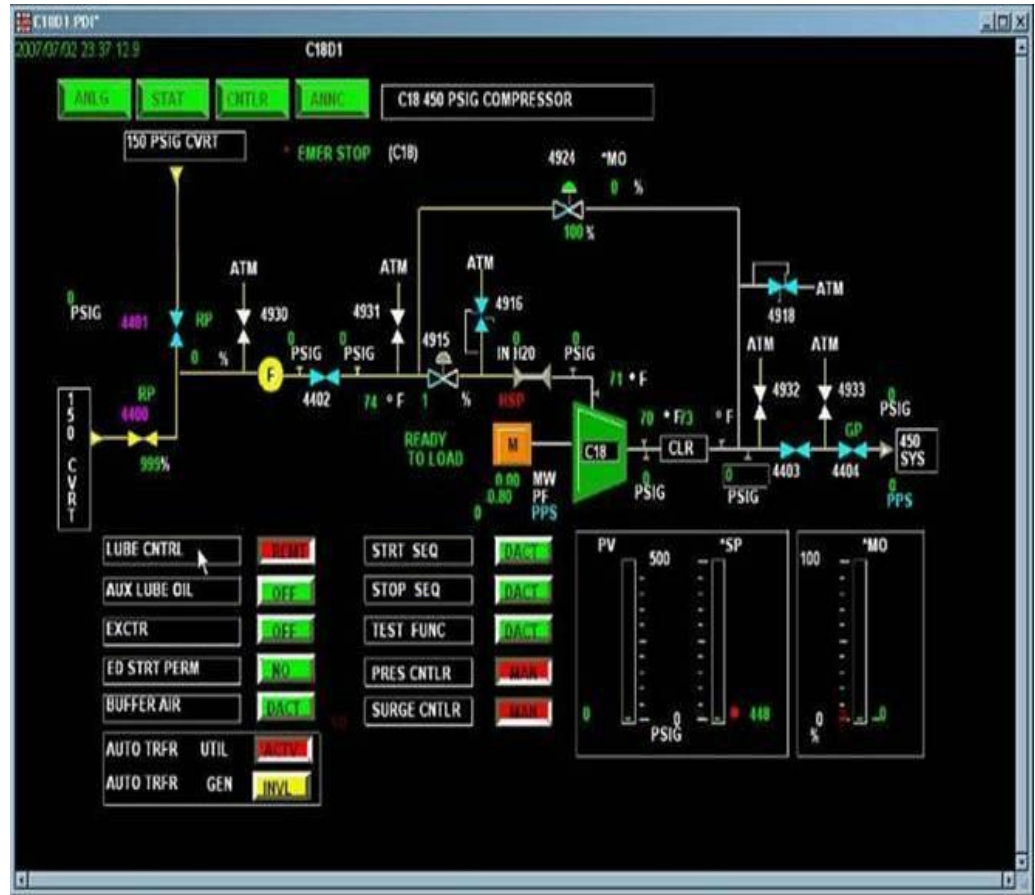 C18D1.PDI*
2007/07/02 23 37 12.9 C18D1
ANLG STAT CNTLR ANNC C18 450 PSIG COMPRESSOR
150 PSIG CVRT
* EMER STOP (C18)
4924 *MO
0 %
100 %
ATM ATM ATM
ATM
4918
0
PSIG
4401 RP
0 %
4930
4931
4916
4915
0 PSIG
0 PSIG
0 IN H20
0 PSIG
F
4402
74 ° F
1 %
71 ° F
ATM ATM
4932 4933
RP
4400
999%
150 CVRT
READY
TO LOAD
RSP
M
C18
70 ° F
73 ° F
CLR
0 PSIG
0
PSIG
4403 4404
GP
0
PSIG
450
SYS
0
PPS
0.00 MW
0.80 PF
0 PPS
LUBE CNTRL RCMT
AUX LUBE OIL OFF
EXCTR OFF
ED STRT PERM NO
BUFFER AIR DACT
AUTO TRFR UTIL ACTV
AUTO TRFR GEN INVL
STRT SEQ DACT
STOP SEQ DACT
TEST FUNC DACT
PRES CNTLR MAN
SURGE CNTLR MAN
PV *SP
500
0 0 448
PSIG
*MO
100
0 0
%